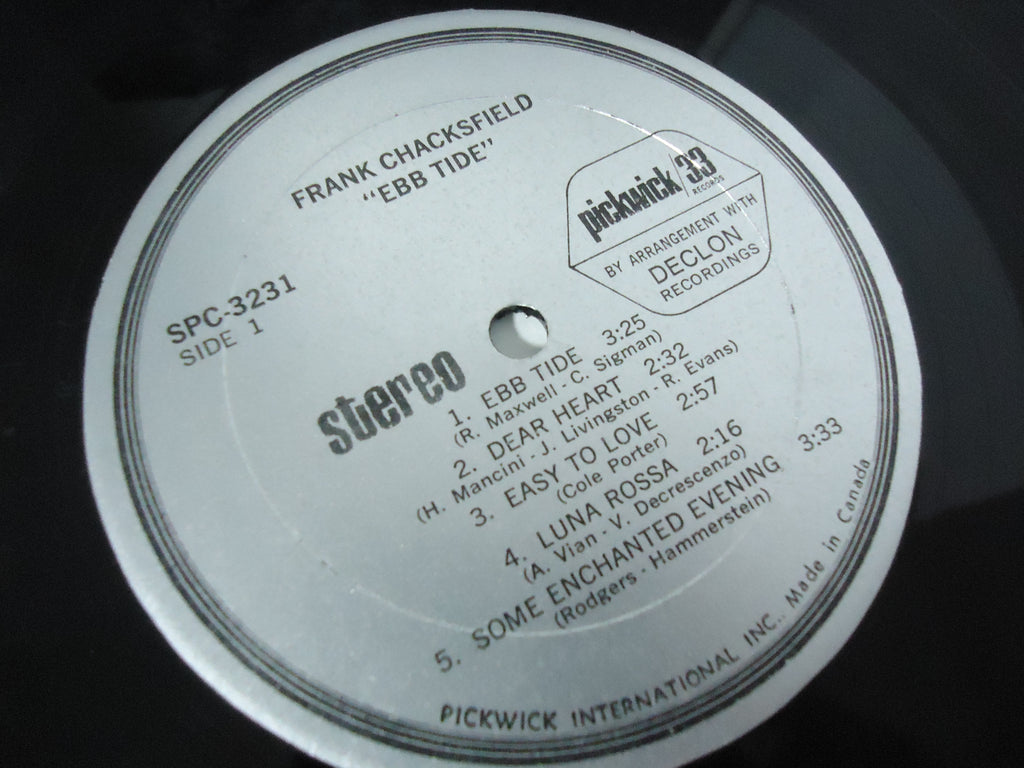 FRANK CHACKSFIELD
"EBB TIDE"
pickwick/33
RECORDS
BY ARRANGEMENT WITH
DECLON
RECORDINGS
SPC-3231
SIDE 1
stereo
1. EBB TIDE 3:25
(R. Maxwell - C. Sigman)
2. DEAR HEART 2:32
(H. Mancini - J. Livingston - R. Evans)
3. EASY TO LOVE 2:57
(Cole Porter)
4. LUNA ROSSA 2:16
(A. Vian - V. Decrescenzo)
5. SOME ENCHANTED EVENING 3:33
(Rodgers - Hammerstein)
PICKWICK INTERNATIONAL INC., Made in Canada